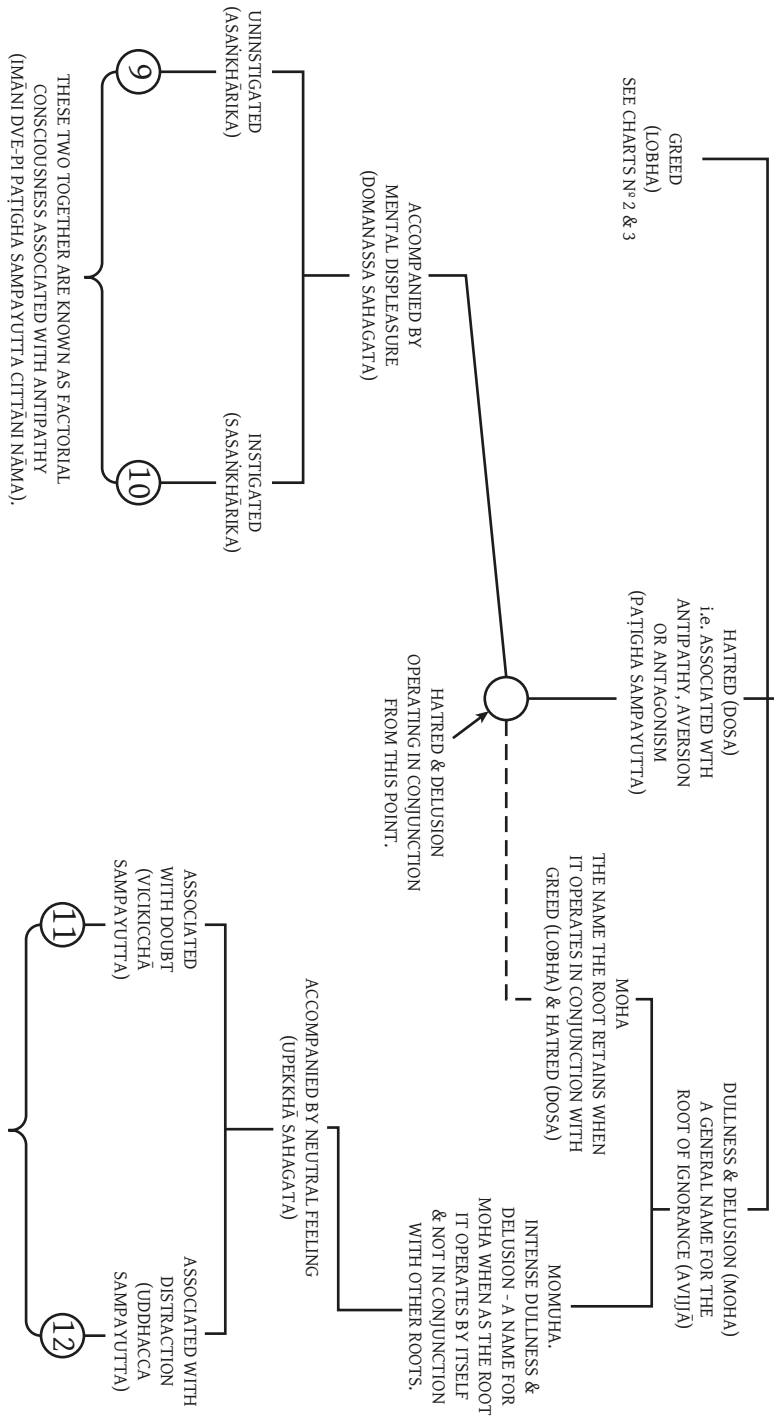 GREED
(LOBHA)
SEE CHARTS Nº 2 & 3
HATRED (DOSA)
i.e. ASSOCIATED WTH
ANTIPATHY, AVERSION
OR ANTAGONISM
(PAṬIGHA SAMPAYUTTA)
DULLNESS & DELUSION (MOHA)
A GENERAL NAME FOR THE
ROOT OF IGNORANCE (AVIJJĀ)
MOHA
THE NAME THE ROOT RETAINS WHEN
IT OPERATES IN CONJUNCTION WITH
GREED (LOBHA) & HATRED (DOSA)
MOMUHA.
INTENSE DULLNESS &
DELUSION - A NAME FOR
MOHA WHEN AS THE ROOT
IT OPERATES BY ITSELF
& NOT IN CONJUNCTION
WITH OTHER ROOTS.
HATRED & DELUSION
OPERATING IN CONJUNCTION
FROM THIS POINT.
ACCOMPANIED BY
MENTAL DISPLEASURE
(DOMANASSA SAHAGATA)
ACCOMPANIED BY NEUTRAL FEELING
(UPEKKHĀ SAHAGATA)
UNINSTIGATED
(ASAṄKHĀRIKA)
INSTIGATED
(SASAṄKHĀRIKA)
ASSOCIATED
WITH DOUBT
(VICIKICCHĀ
SAMPAYUTTA)
ASSOCIATED WITH
DISTRACTION
(UDDHACCA
SAMPAYUTTA)
9
10
11
12
THESE TWO TOGETHER ARE KNOWN AS FACTORIAL
CONSCIOUSNESS ASSOCIATED WITH ANTIPATHY
(IMĀNI DVE-PI PAṬIGHA SAMPAYUTTA CITTĀNI NĀMA).